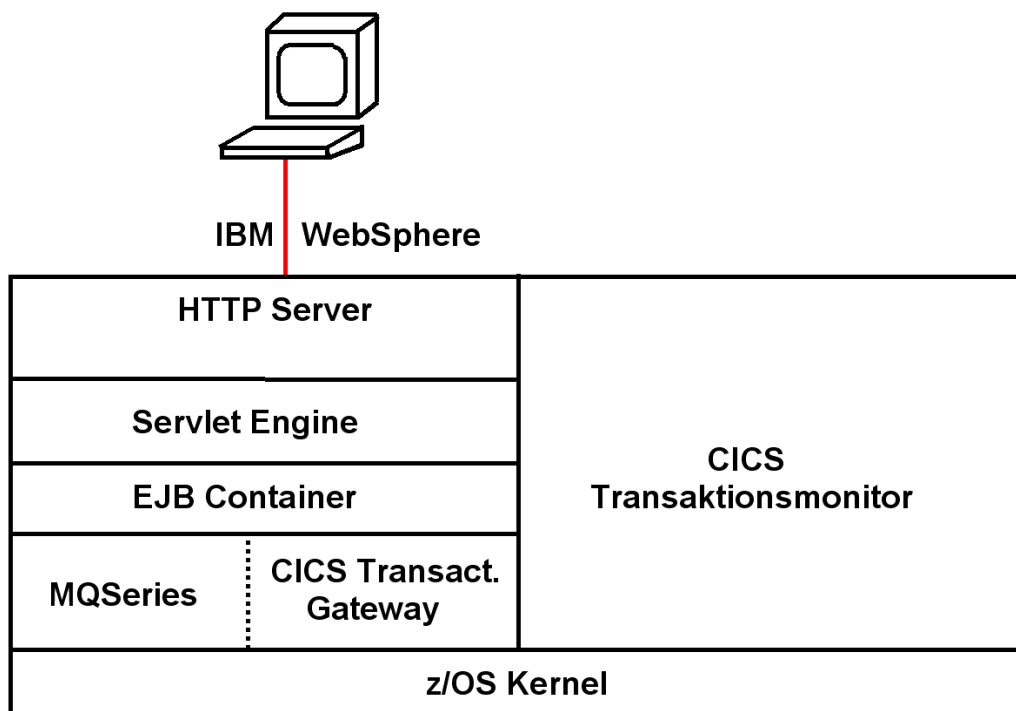 IBM WebSphere
HTTP Server
Servlet Engine
EJB Container
MQSeries
CICS Transact.
Gateway
CICS
Transaktionsmonitor
z/OS Kernel